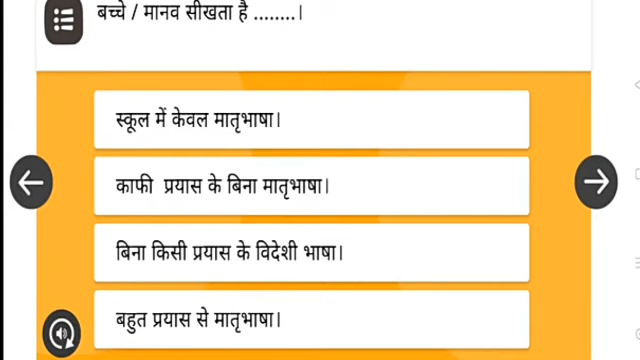 बच्चे / मानव सीखता है ........।
स्कूल में केवल मातृभाषा।
काफी प्रयास के बिना मातृभाषा।
बिना किसी प्रयास के विदेशी भाषा।
बहुत प्रयास से मातृभाषा।